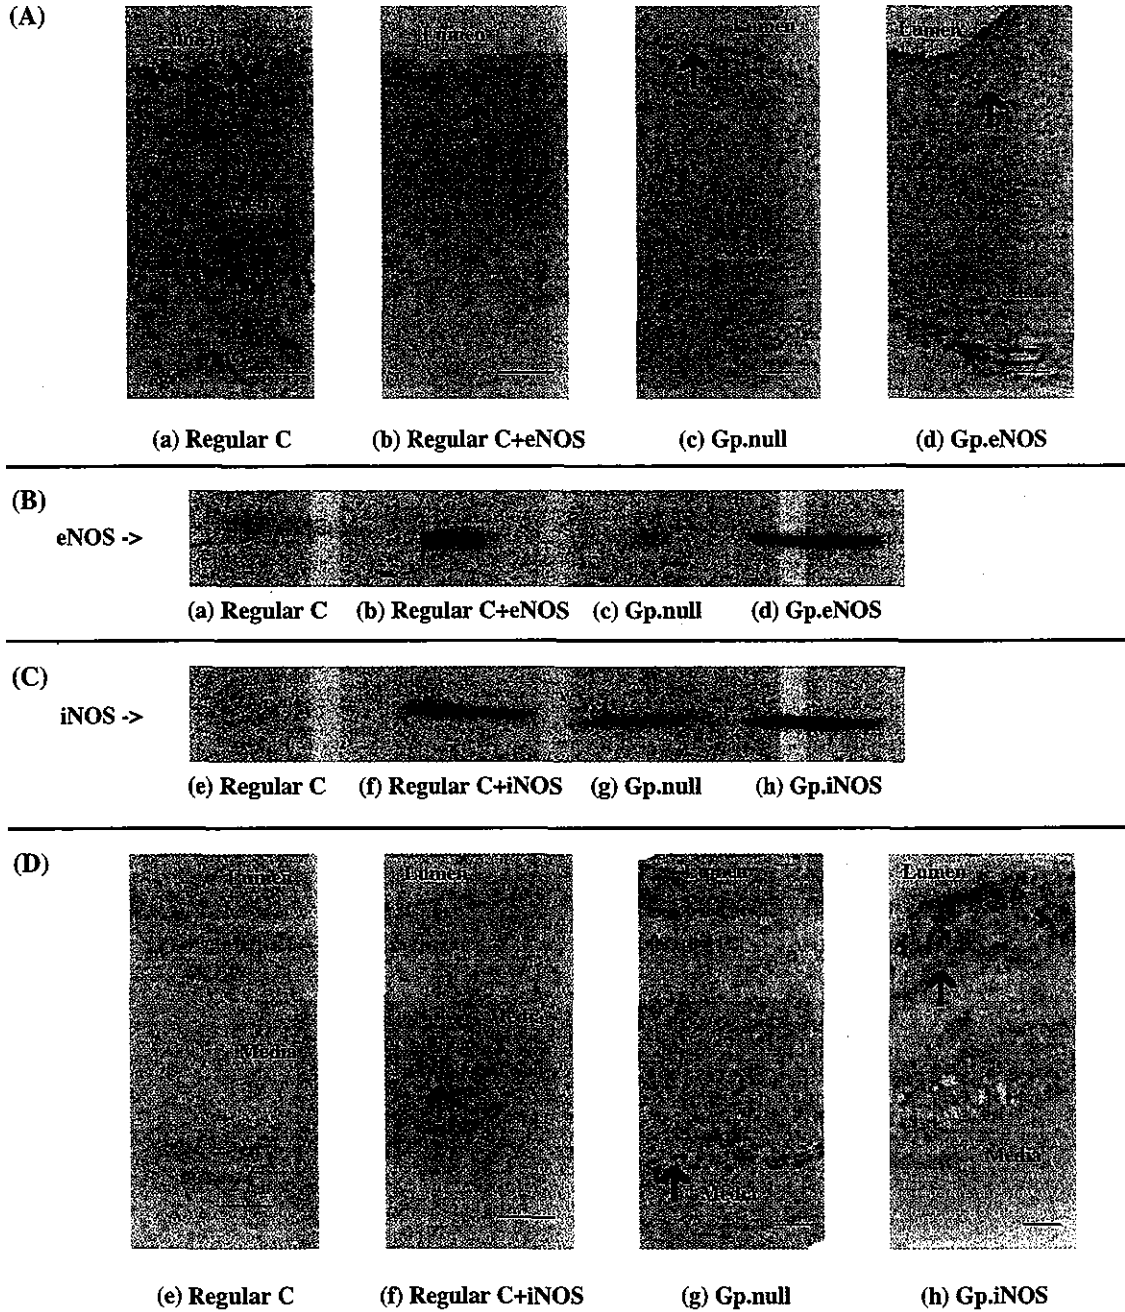 (A)
Lumen Lumen Lumen Lumen
(a) Regular C (b) Regular C+eNOS (c) Gp.null (d) Gp.eNOS
(B)
eNOS ->
(a) Regular C (b) Regular C+eNOS (c) Gp.null (d) Gp.eNOS
(C)
iNOS ->
(e) Regular C (f) Regular C+iNOS (g) Gp.null (h) Gp.iNOS
(D)
Lumen Lumen Lumen Lumen
Media
Media
Media
Media
(e) Regular C (f) Regular C+iNOS (g) Gp.null (h) Gp.iNOS